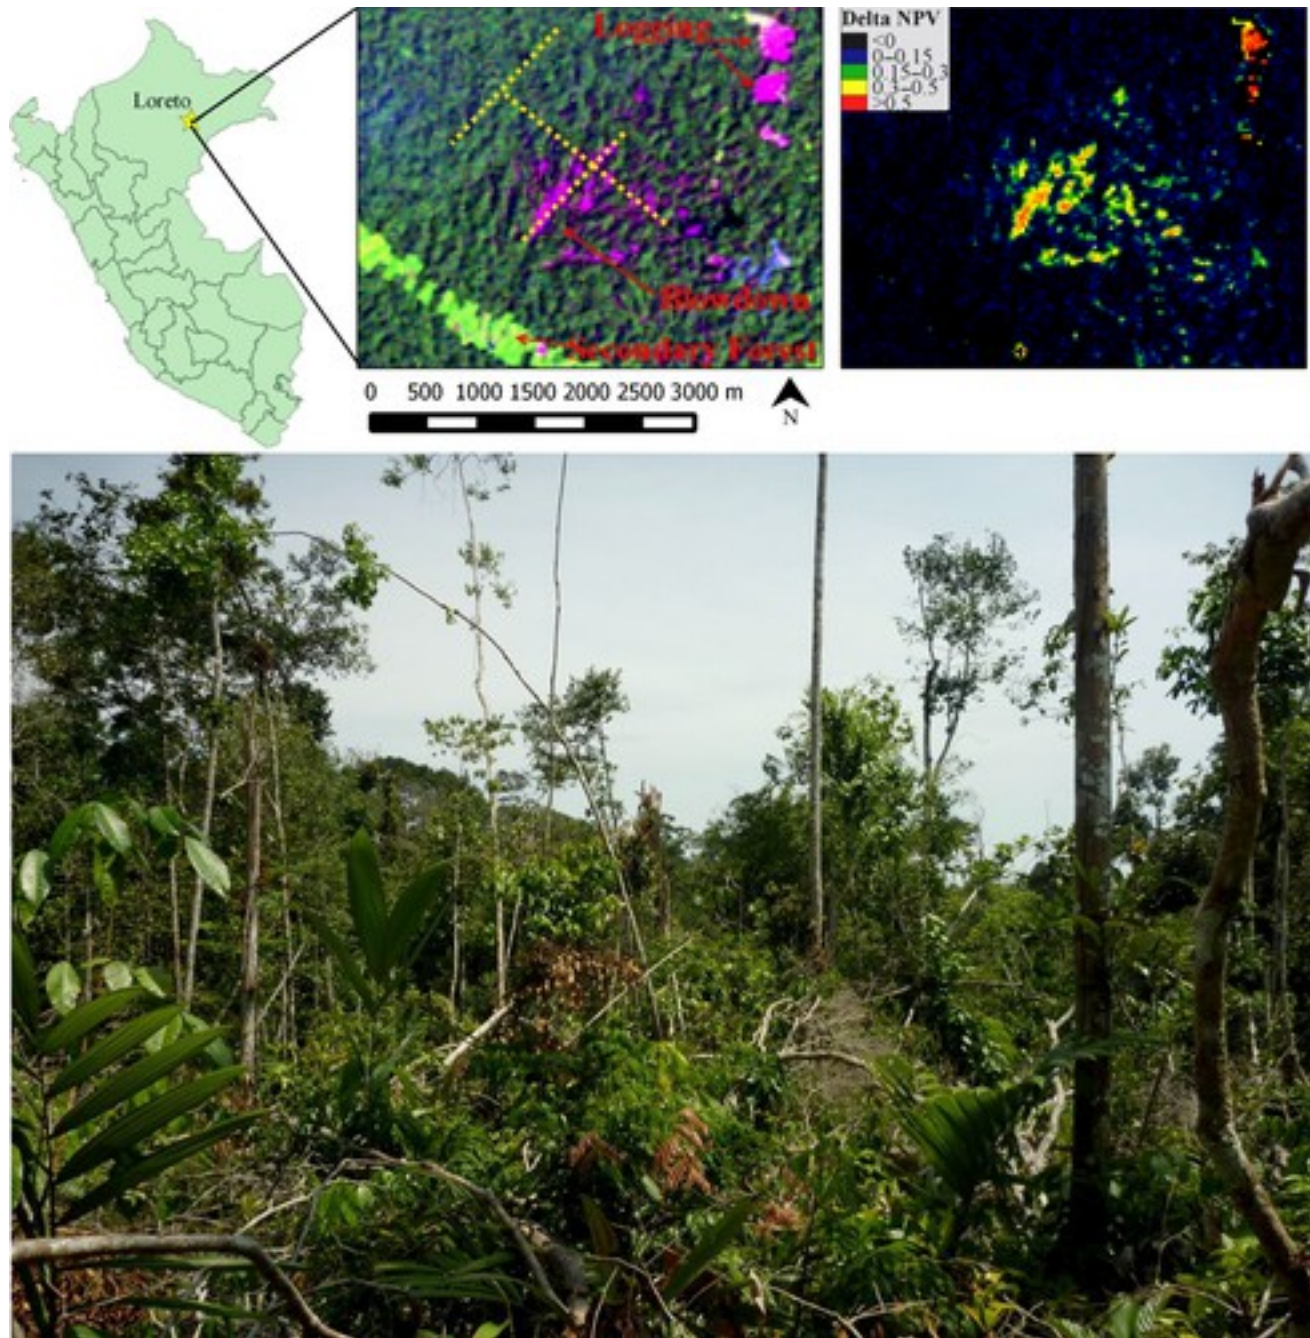 Loreto
Logging
Blowdown
Secondary Forest
Delta NPV
<0
0–0.15
0.15–0.3
0.3–0.5
>0.5
0 500 1000 1500 2000 2500 3000 m
N